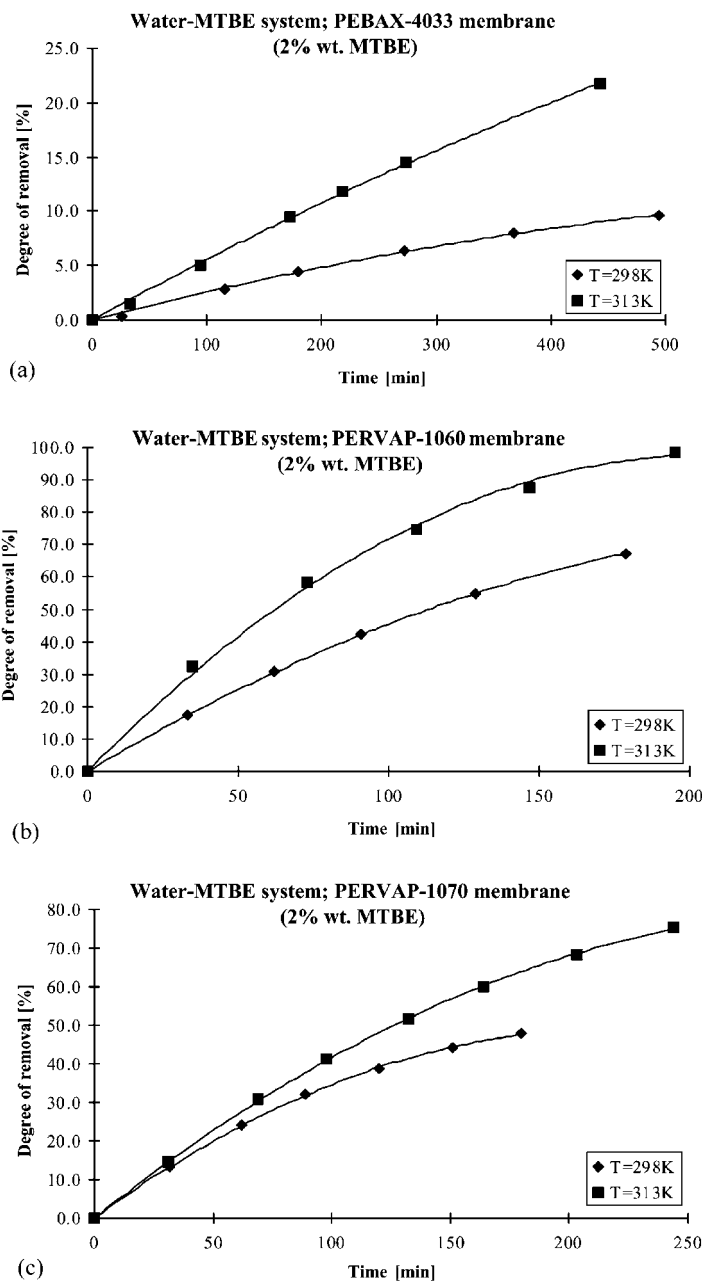 Water-MTBE system; PEBAX-4033 membrane
(2% wt. MTBE)
Degree of removal [%]
25.0
20.0
15.0
10.0
5.0
0.0
0 100 200 300 400 500
T=298K
T=313K
Time [min]
(a)
Water-MTBE system; PERVAP-1060 membrane
(2% wt. MTBE)
Degree of removal [%]
100.0
90.0
80.0
70.0
60.0
50.0
40.0
30.0
20.0
10.0
0.0
0 50 100 150 200
T=298K
T=313K
Time [min]
(b)
Water-MTBE system; PERVAP-1070 membrane
(2% wt. MTBE)
Degree of removal [%]
80.0
70.0
60.0
50.0
40.0
30.0
20.0
10.0
0.0
0 50 100 150 200 250
T=298K
T=313K
Time [min]
(c)